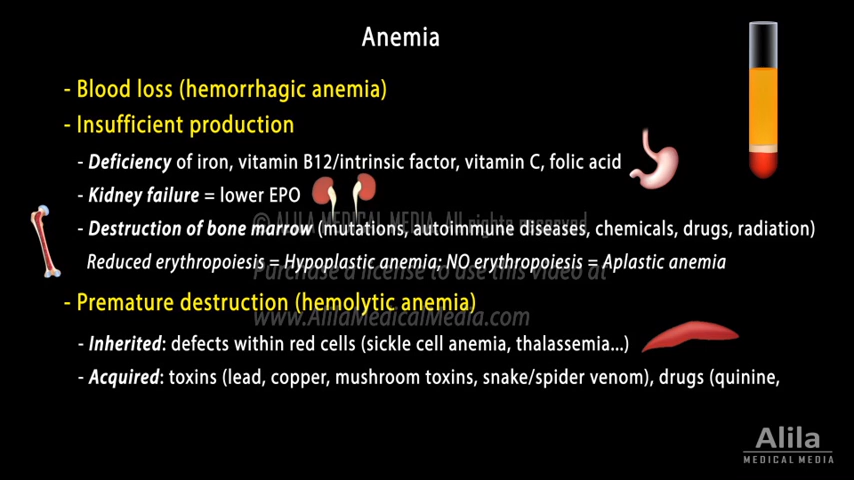 Anemia
- Blood loss (hemorrhagic anemia)
- Insufficient production
- Deficiency of iron, vitamin B12/intrinsic factor, vitamin C, folic acid
- Kidney failure = lower EPO
© ALILA MEDICAL MEDIA. All rights reserved
- Destruction of bone marrow (mutations, autoimmune diseases, chemicals, drugs, radiation)
Reduced erythropoiesis = Hypoplastic anemia; NO erythropoiesis = Aplastic anemia
Purchase a license to use this video at
- Premature destruction (hemolytic anemia)
www.AlilaMedicalMedia.com
- Inherited: defects within red cells (sickle cell anemia, thalassemia...)
- Acquired: toxins (lead, copper, mushroom toxins, snake/spider venom), drugs (quinine,
Alila
MEDICAL MEDIA